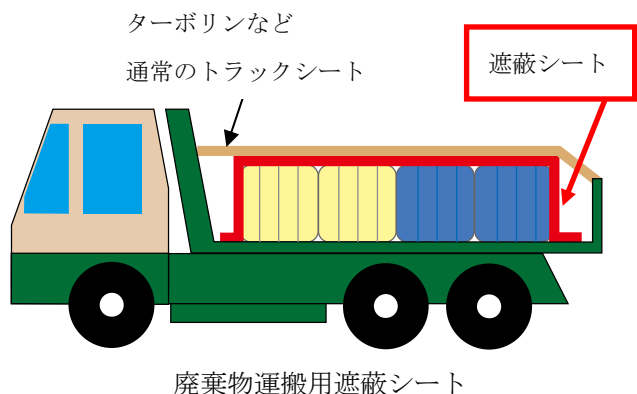 ターボリンなど
通常のトラックシート
遮蔽シート
廃棄物運搬用遮蔽シート